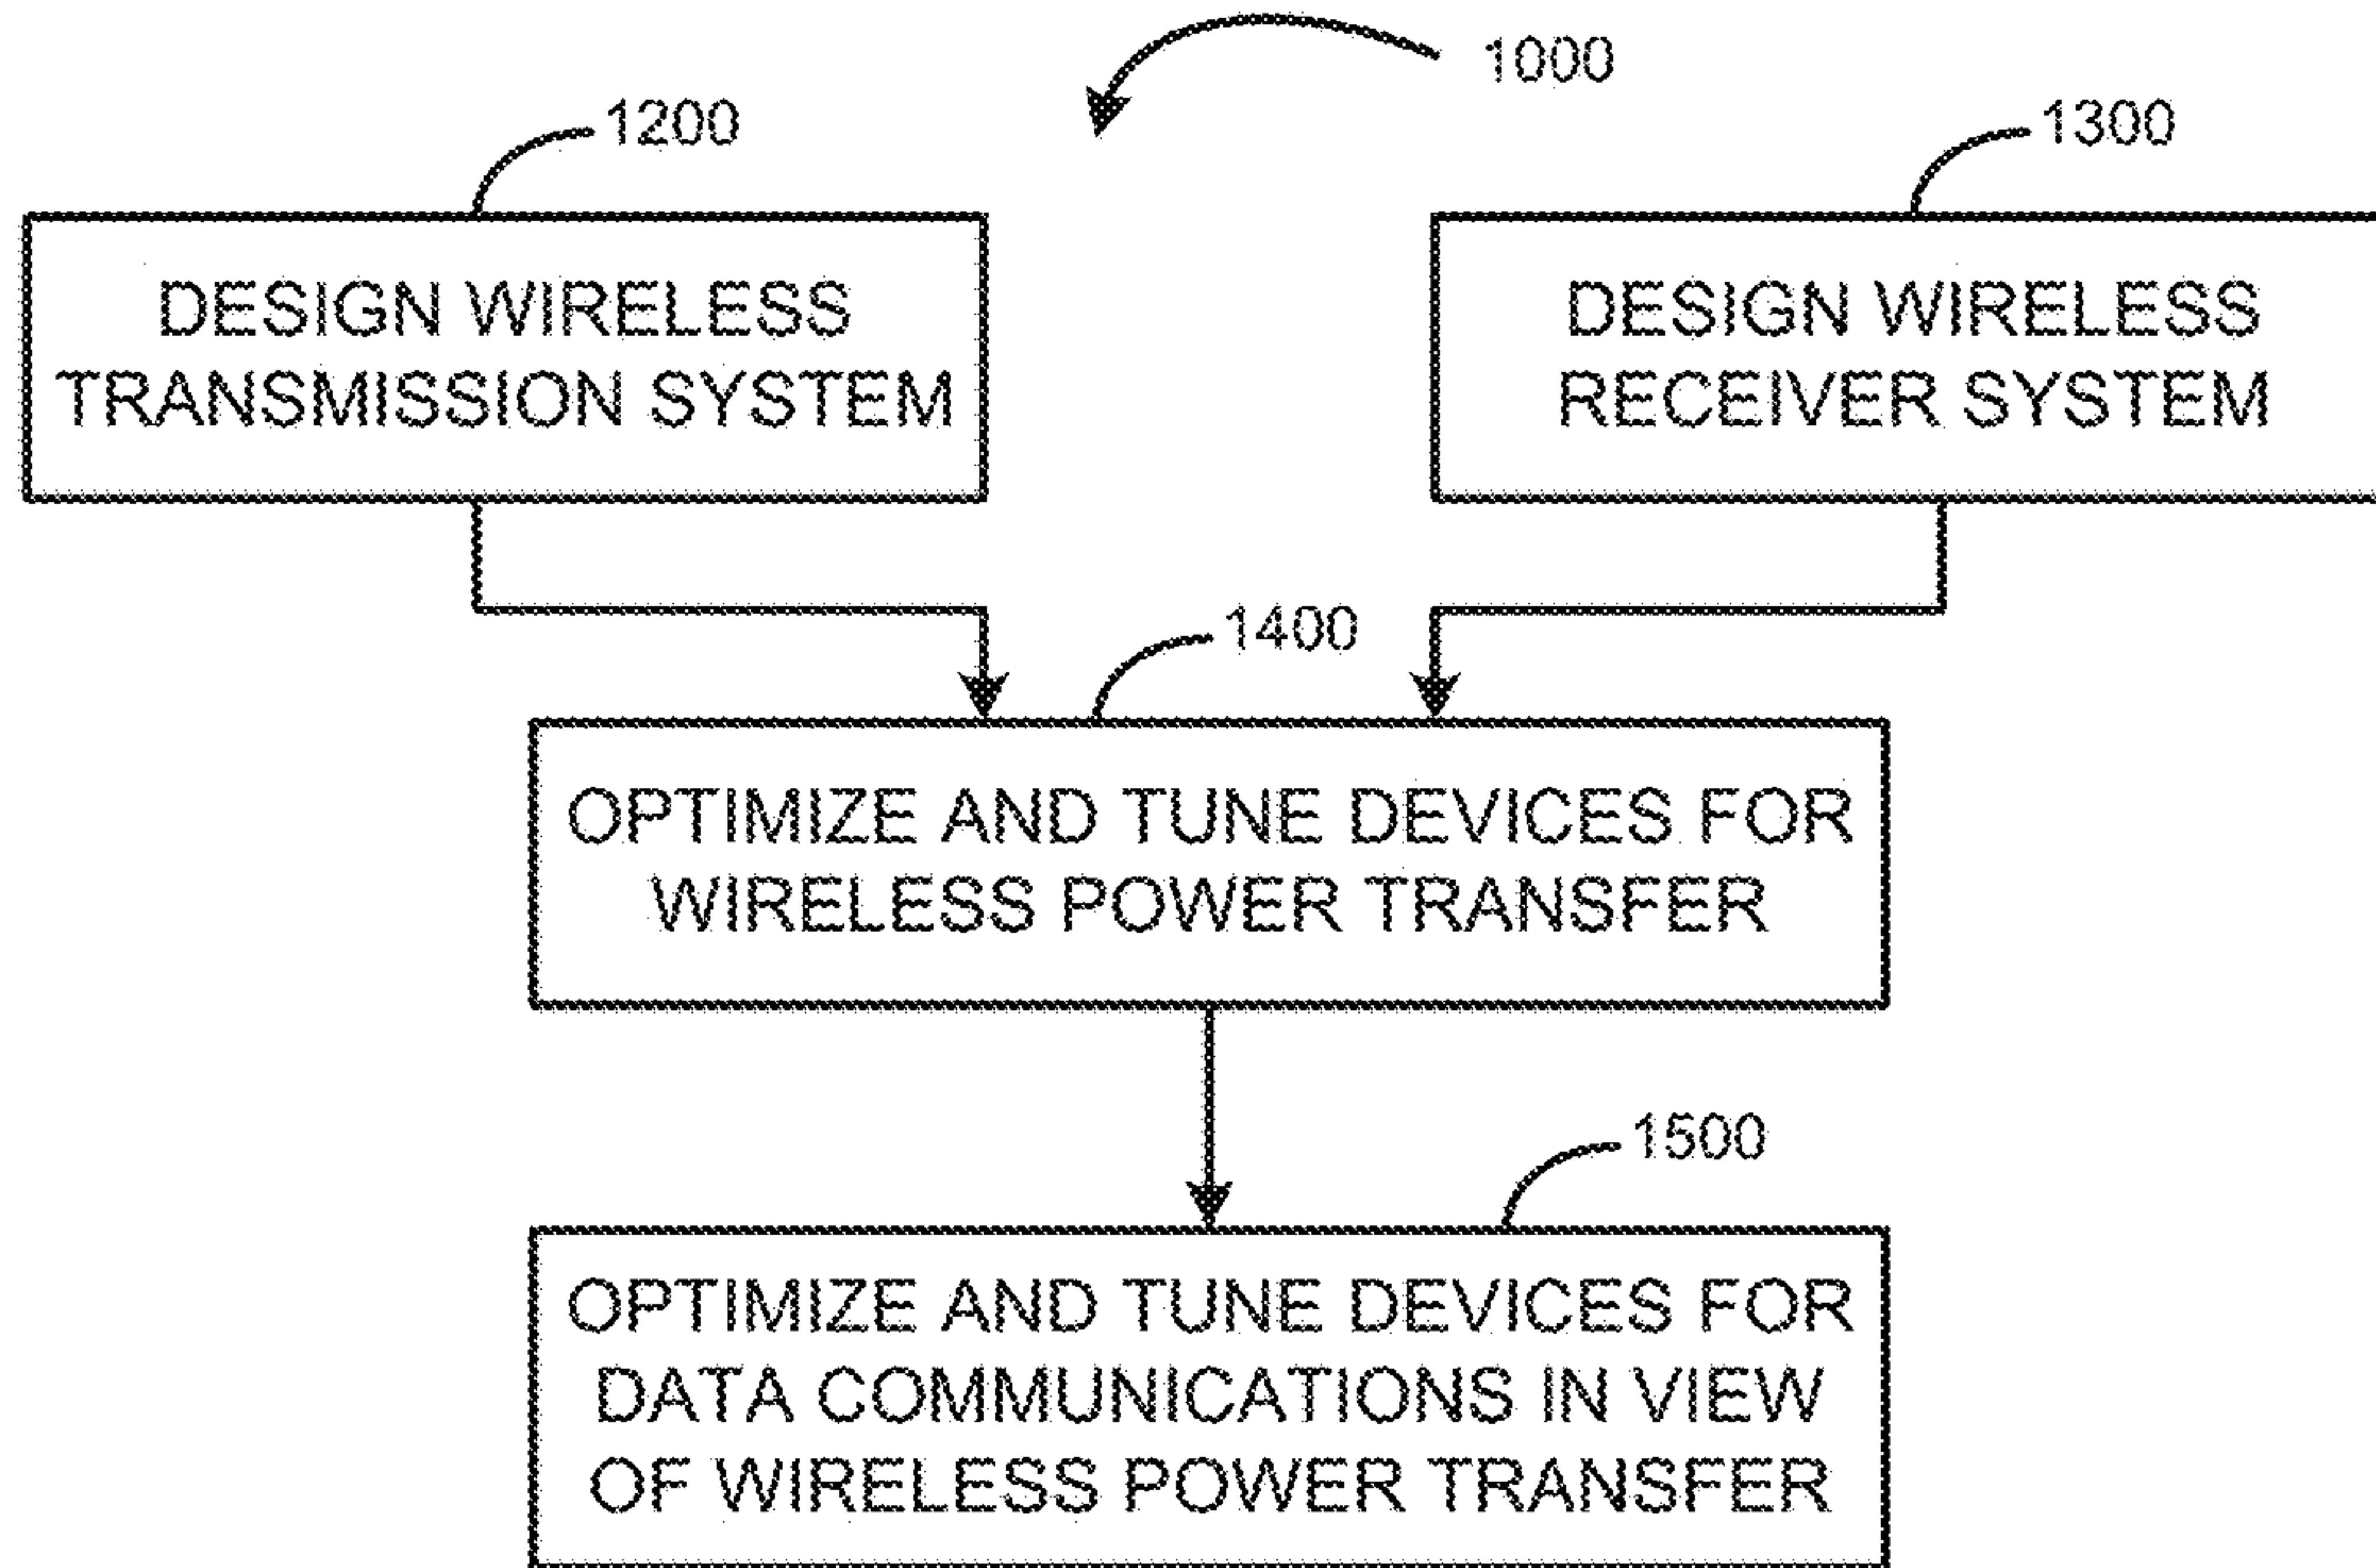 1000
1200
1300
DESIGN WIRELESS
TRANSMISSION SYSTEM
DESIGN WIRELESS
RECEIVER SYSTEM
1400
OPTIMIZE AND TUNE DEVICES FOR
WIRELESS POWER TRANSFER
1500
OPTIMIZE AND TUNE DEVICES FOR
DATA COMMUNICATIONS IN VIEW
OF WIRELESS POWER TRANSFER